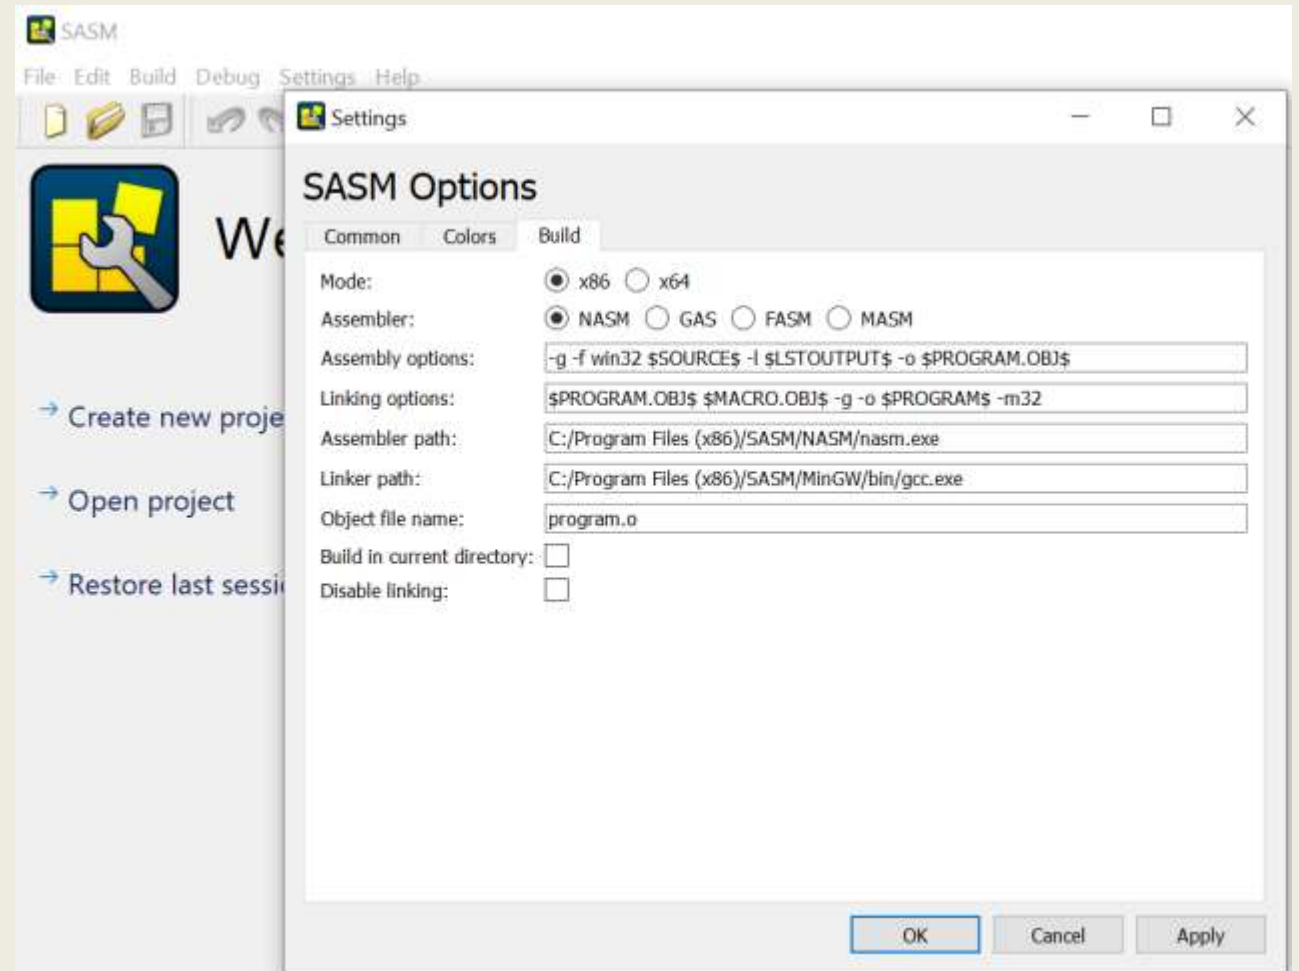 SASM
File Edit Build Debug Settings Help
Settings
SASM Options
Common Colors Build
Mode: x86 x64
Assembler: NASM GAS FASM MASM
Assembly options: -g -f win32 $SOURCE$ -l $LSTOUTPUT$ -o $PROGRAM.OBJ$
Linking options: $PROGRAM.OBJ$ $MACRO.OBJ$ -g -o $PROGRAM$ -m32
Assembler path: C:/Program Files (x86)/SASM/NASM/nasm.exe
Linker path: C:/Program Files (x86)/SASM/MinGW/bin/gcc.exe
Object file name: program.o
Build in current directory:
Disable linking:
OK Cancel Apply
We
Create new proje
Open project
Restore last sessi